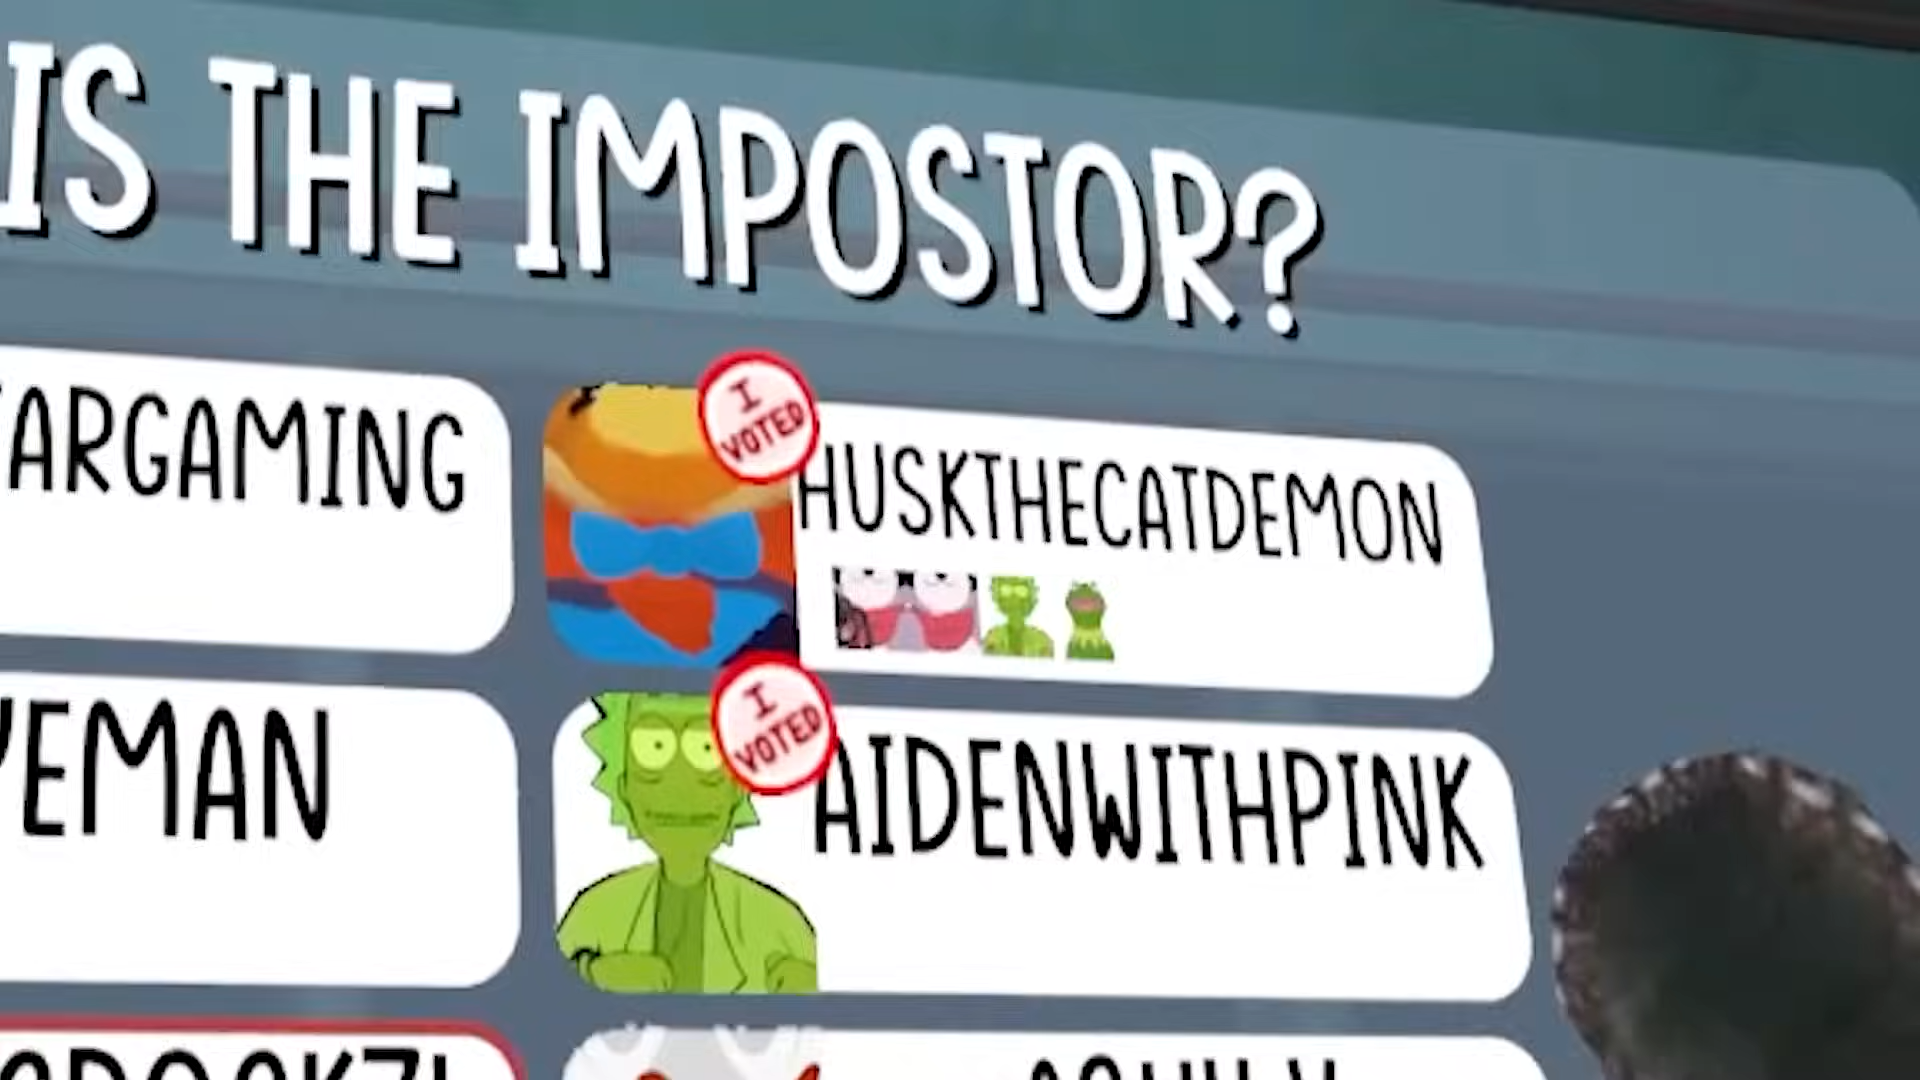 IS THE IMPOSTOR?
ARGAMING
I VOTED
HUSKTHECATDEMON
EMAN
I VOTED
AIDENWITHPINK